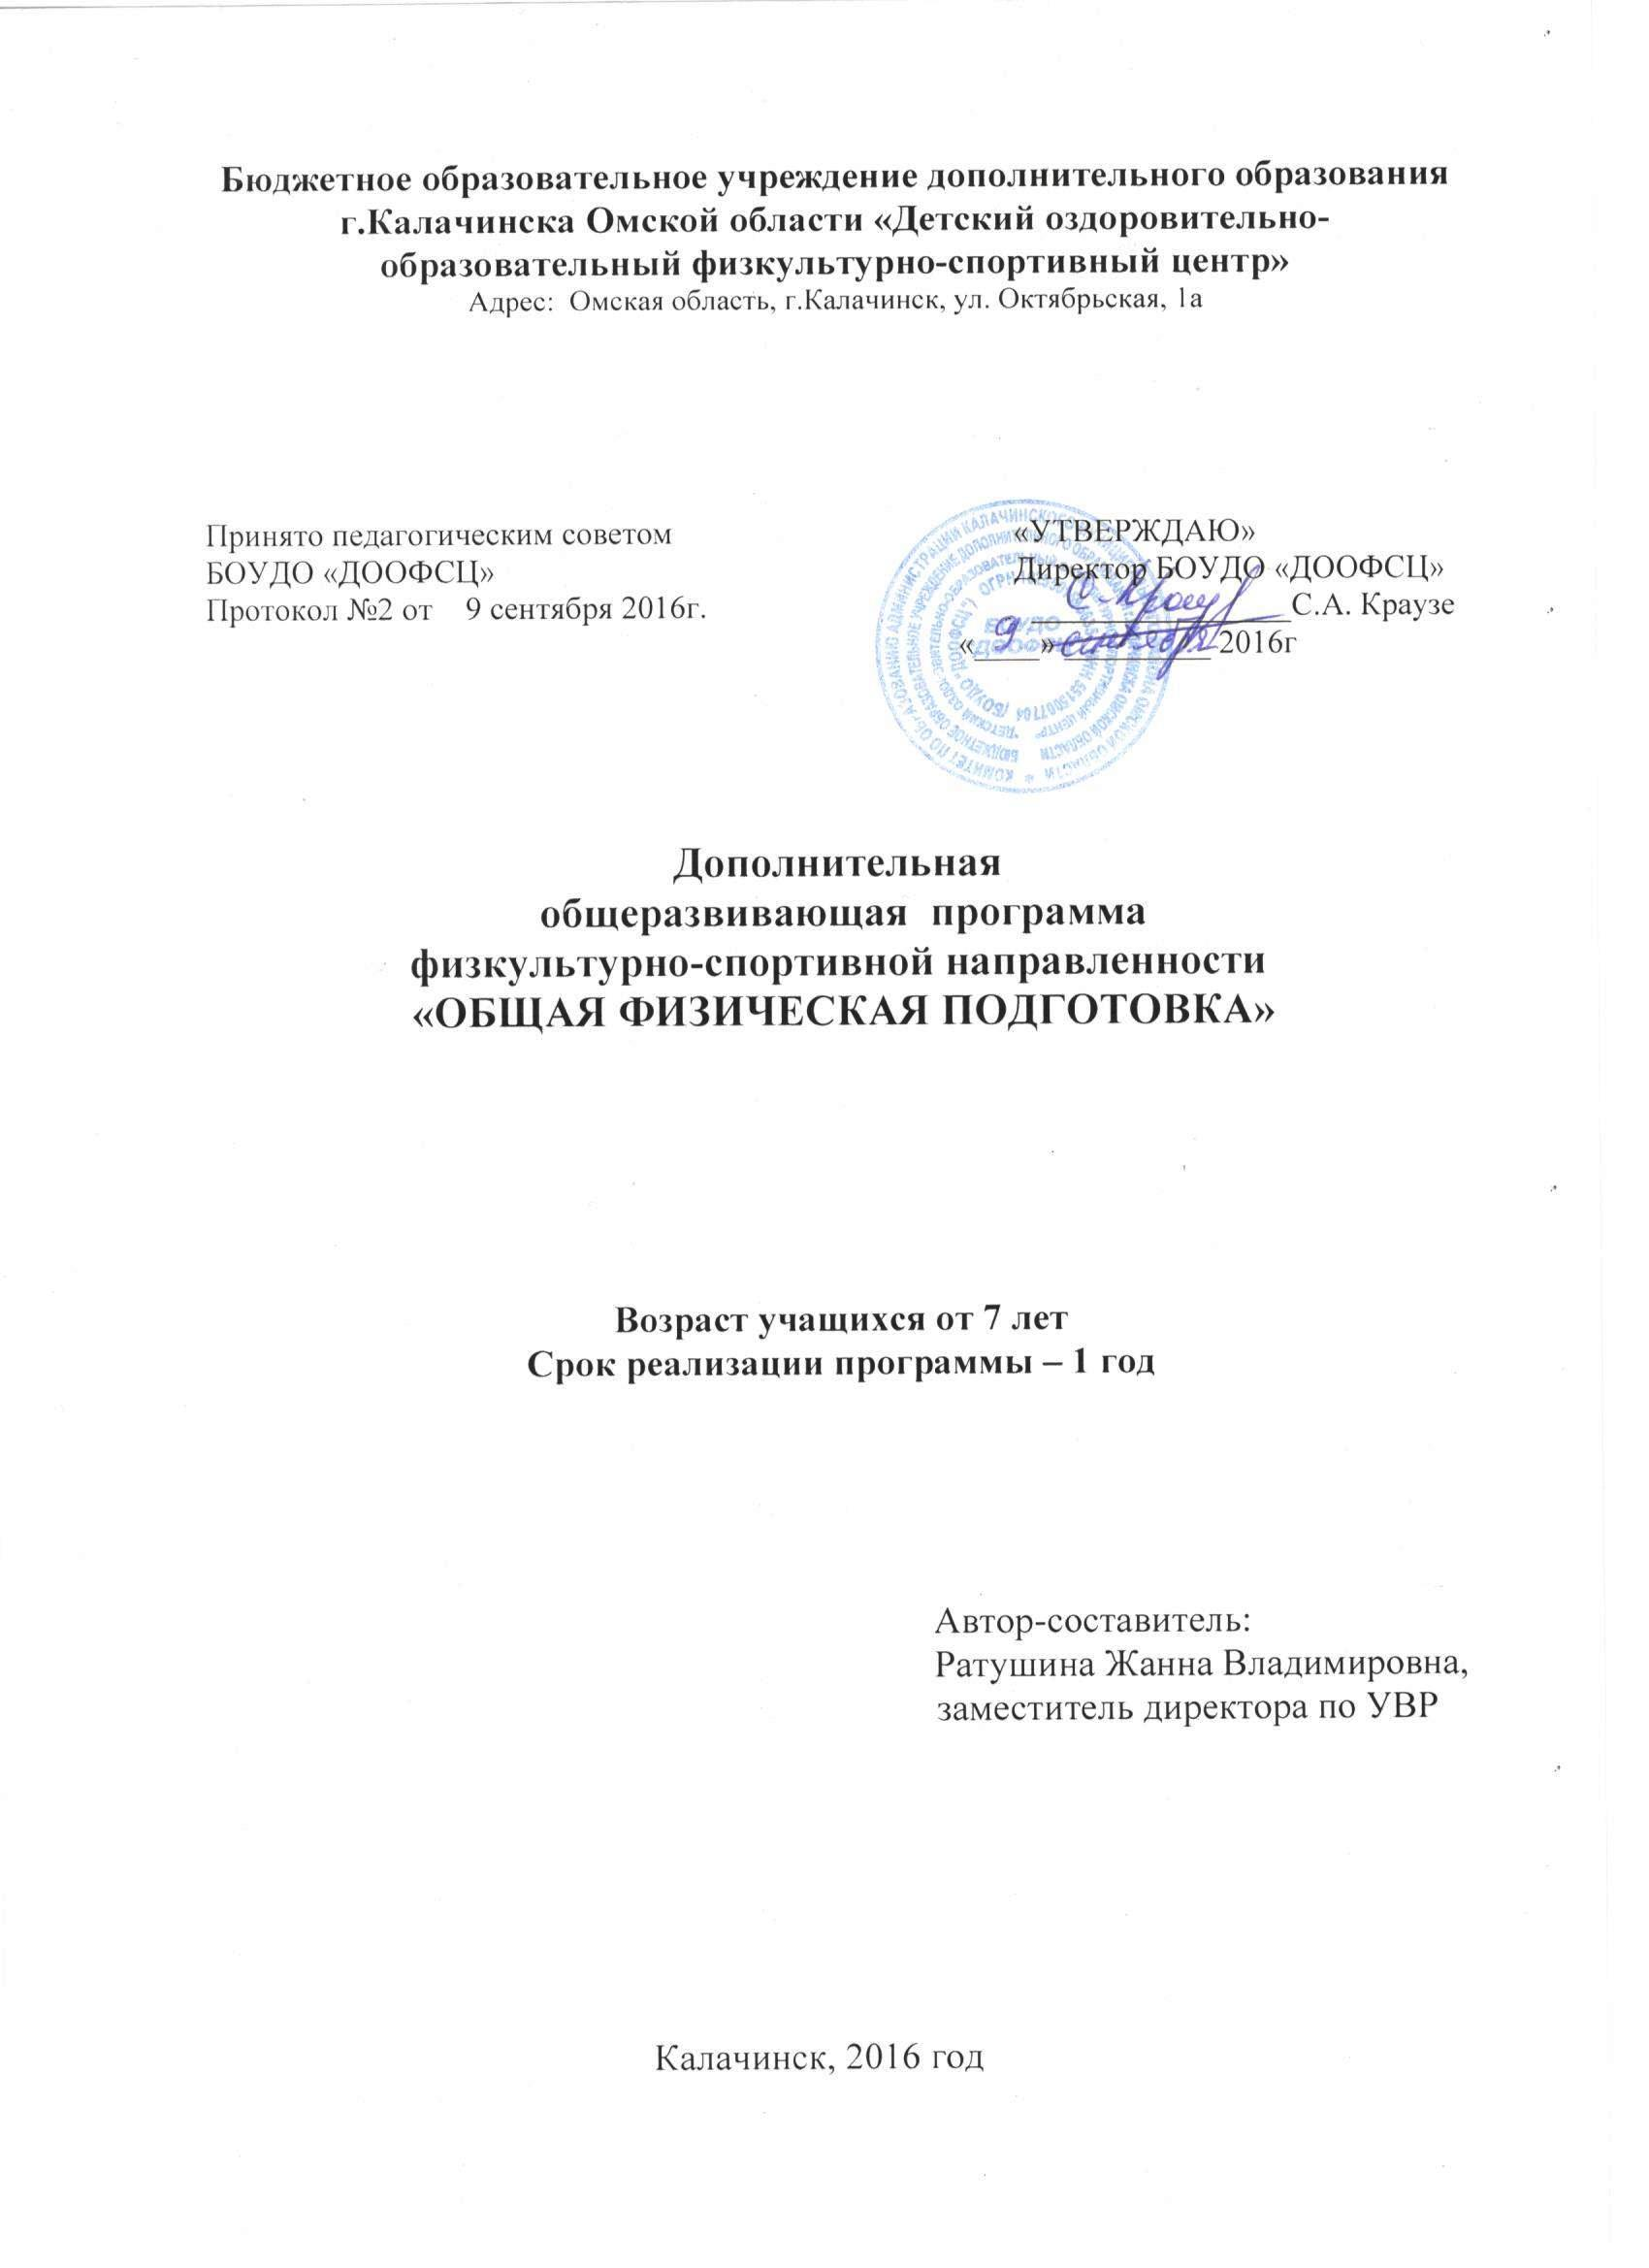 Бюджетное образовательное учреждение дополнительного образования
г.Калачинска Омской области «Детский оздоровительно-
образовательный физкультурно-спортивный центр»
Адрес:  Омская область, г.Калачинск, ул. Октябрьская, 1а
Принято педагогическим советом
БОУДО «ДООФСЦ»
Протокол №2 от    9 сентября 2016г.
«УТВЕРЖДАЮ»
Директор БОУДО «ДООФСЦ»
С.А. Краузе
«9» сентября 2016г
Дополнительная
общеразвивающая  программа
физкультурно-спортивной направленности
«ОБЩАЯ ФИЗИЧЕСКАЯ ПОДГОТОВКА»
Возраст учащихся от 7 лет
Срок реализации программы – 1 год
Автор-составитель:
Ратушина Жанна Владимировна,
заместитель директора по УВР
Калачинск, 2016 год